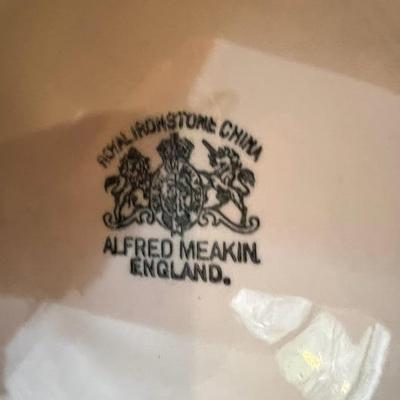 ROYAL IRONSTONE CHINA
ALFRED MEAKIN
ENGLAND.